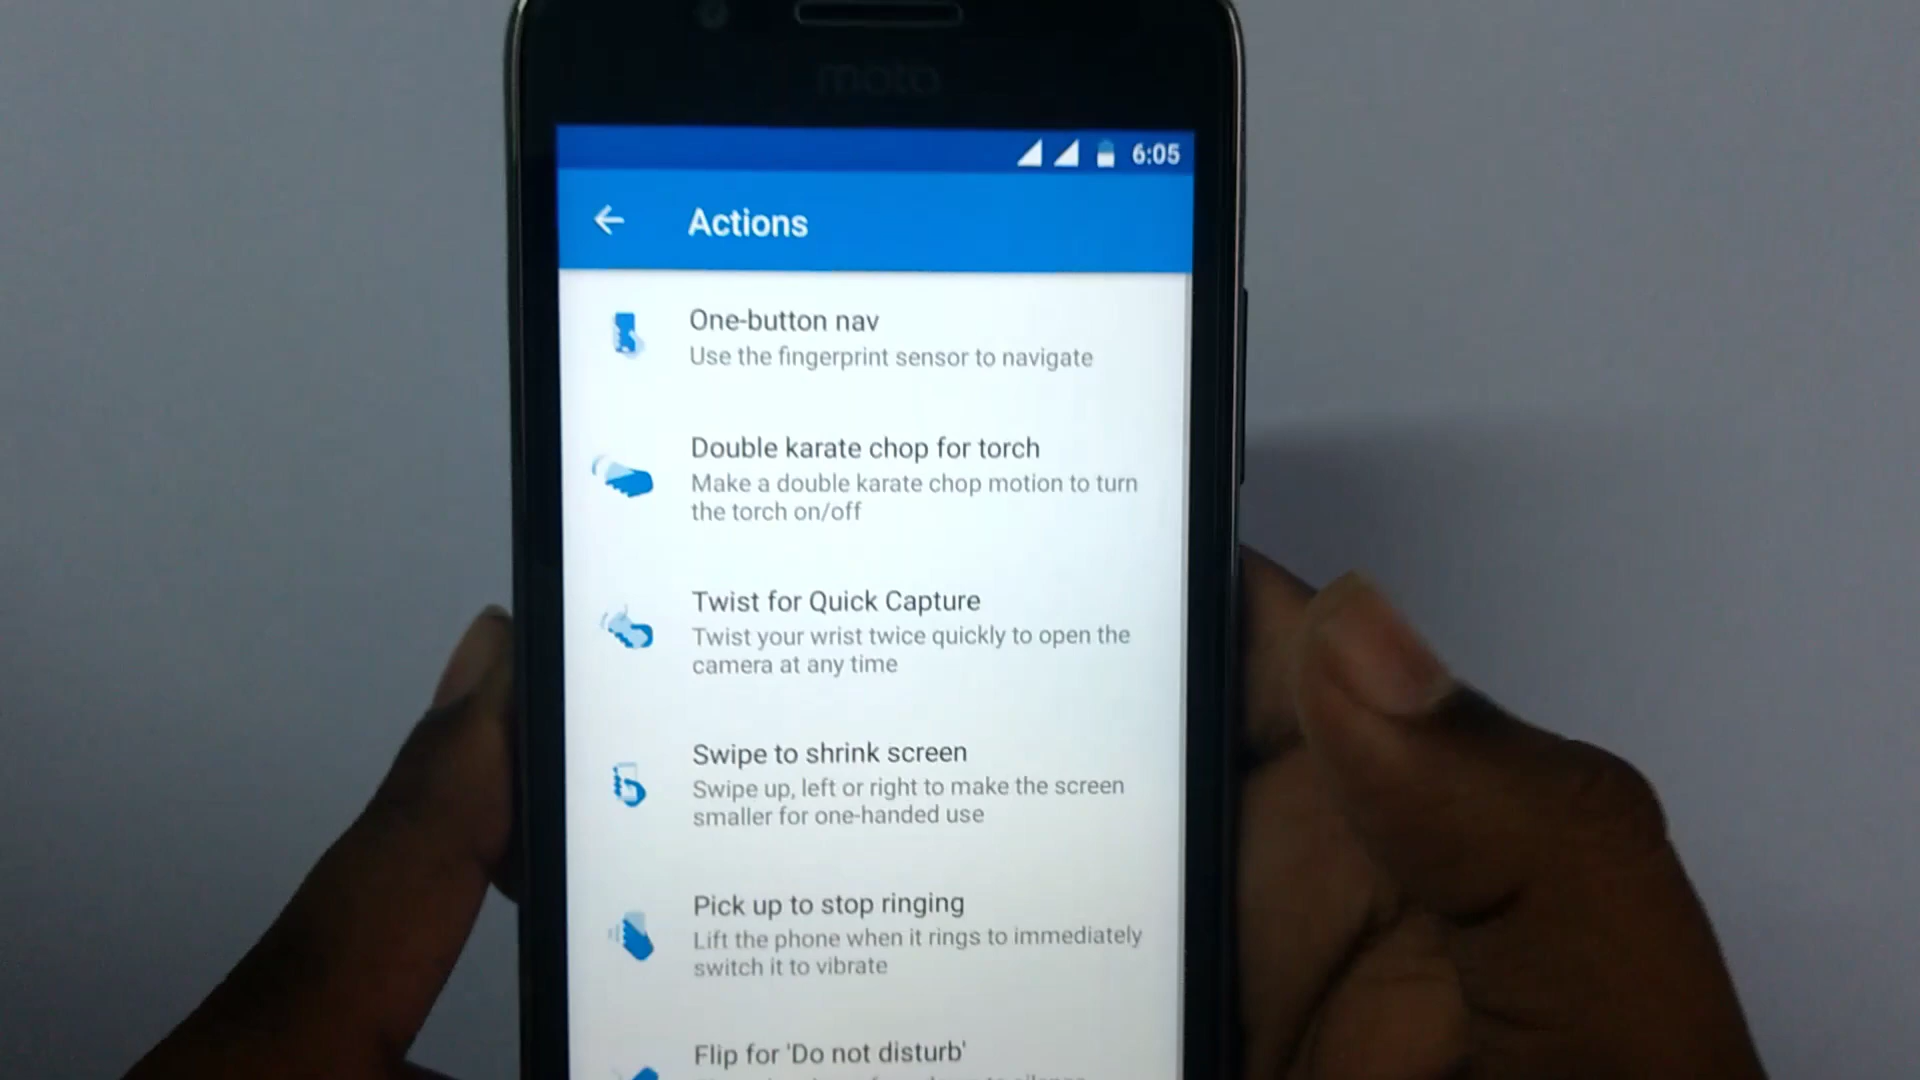 moto
6:05
Actions
One-button nav
Use the fingerprint sensor to navigate
Double karate chop for torch
Make a double karate chop motion to turn
the torch on/off
Twist for Quick Capture
Twist your wrist twice quickly to open the
camera at any time
Swipe to shrink screen
Swipe up, left or right to make the screen
smaller for one-handed use
Pick up to stop ringing
Lift the phone when it rings to immediately
switch it to vibrate
Flip for 'Do not disturb'